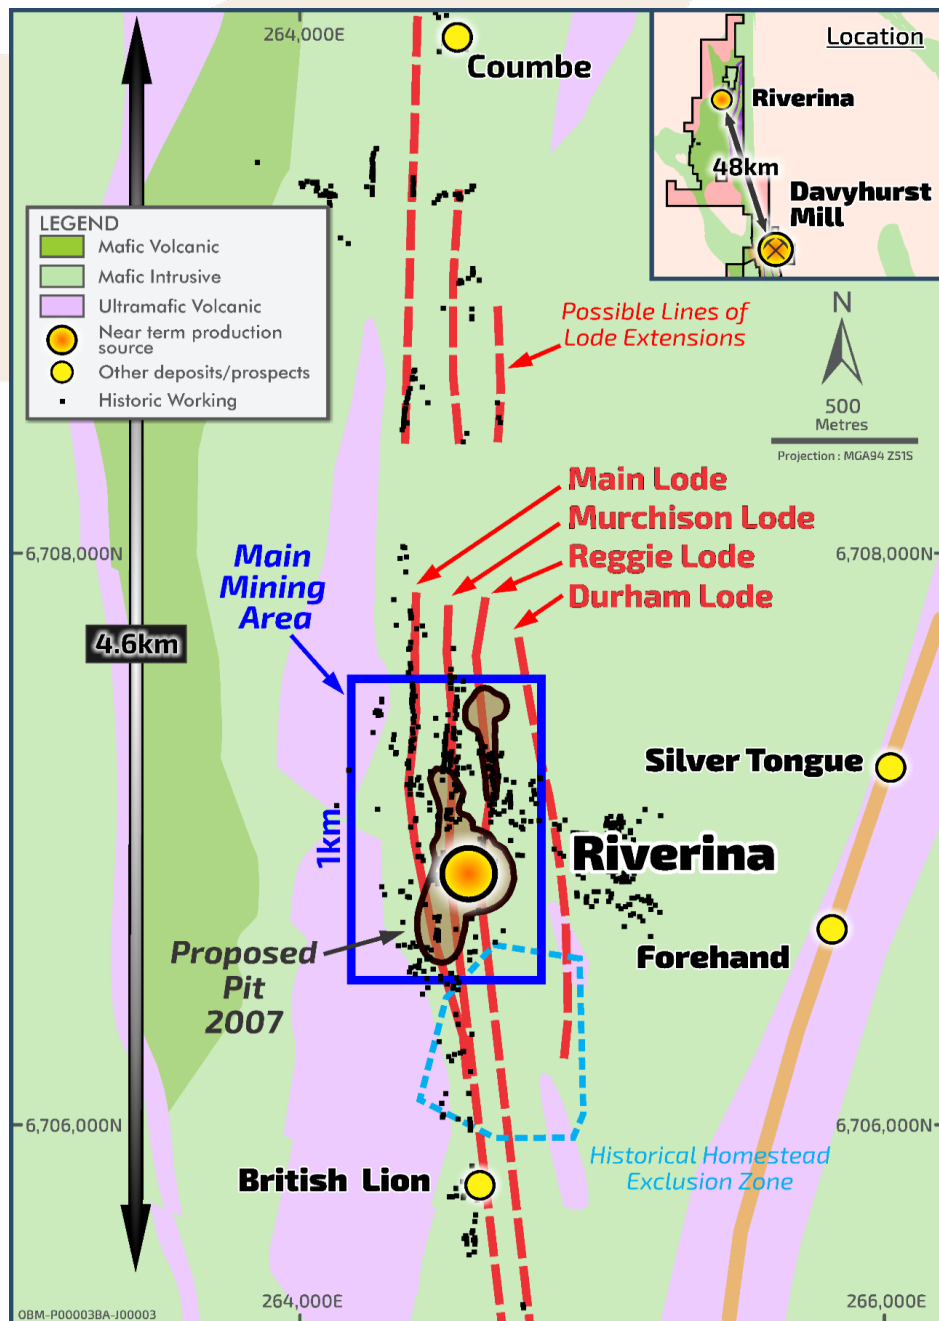 264,000E
Coumbe
Location
Riverina
48km
Davyhurst
Mill
LEGEND
Mafic Volcanic
Mafic Intrusive
Ultramafic Volcanic
Near term production
source
Other deposits/prospects
Historic Working
Possible Lines of
Lode Extensions
N
500
Metres
Projection : MGA94 Z51S
Main Lode
Murchison Lode
Reggie Lode
Durham Lode
6,708,000N
6,708,000N
Main
Mining
Area
4.6km
1km
Silver Tongue
Riverina
Forehand
Proposed
Pit
2007
6,706,000N
6,706,000N
Historical Homestead
Exclusion Zone
British Lion
264,000E
266,000E
OBM-P00003BA-J00003